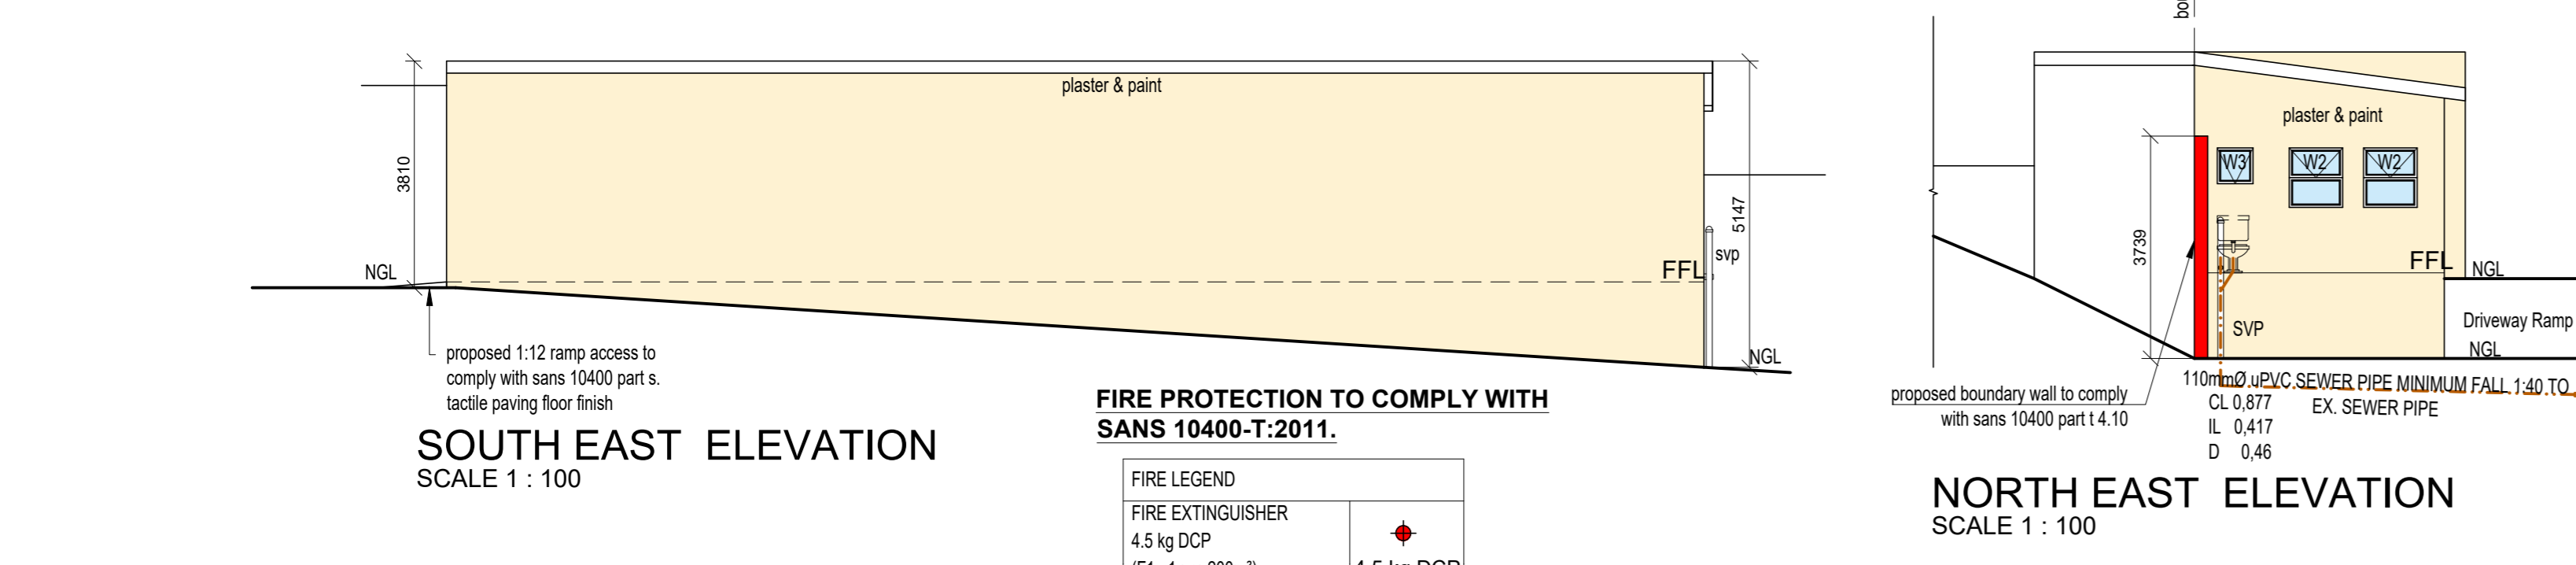 plaster & paint
3810
NGL
FFL
svp
5147
NGL
proposed 1:12 ramp access to
comply with sans 10400 part s.
tactile paving floor finish
SOUTH EAST ELEVATION
SCALE 1 : 100
FIRE PROTECTION TO COMPLY WITH
SANS 10400-T:2011.
FIRE LEGEND
FIRE EXTINGUISHER
4.5 kg DCP
4.5 kg DCP
plaster & paint
W3
W2
W2
3739
FFL
NGL
SVP
Driveway Ramp
NGL
proposed boundary wall to comply
with sans 10400 part t 4.10
110mmØ uPVC SEWER PIPE MINIMUM FALL 1:40 TO
EX. SEWER PIPE
CL 0,877
IL 0,417
D 0,46
NORTH EAST ELEVATION
SCALE 1 : 100